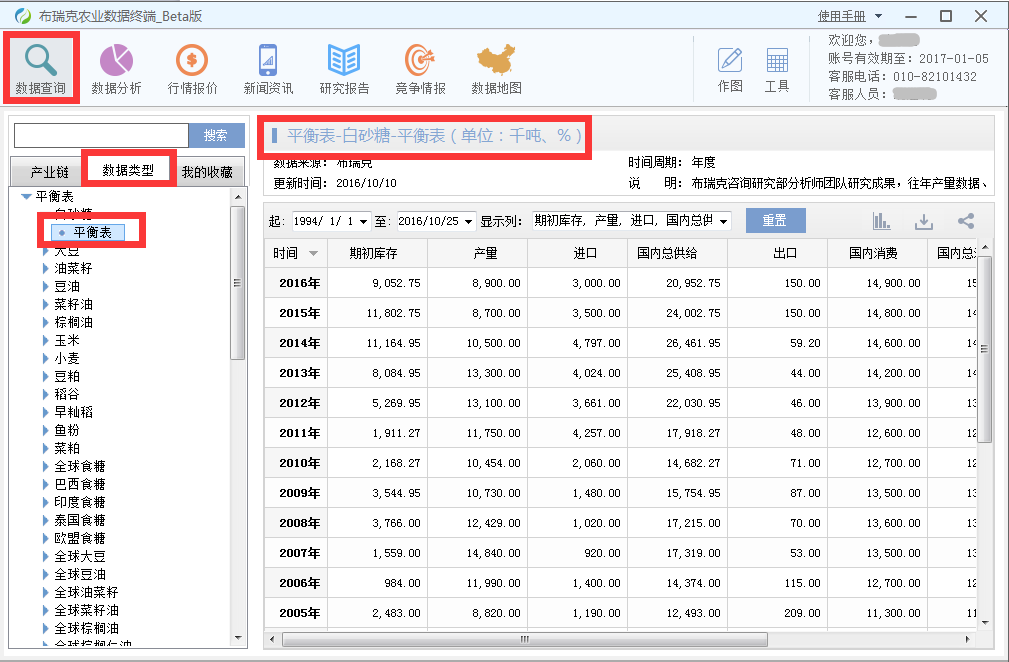 布瑞克农业数据终端_Beta版
使用手册
数据查询 数据分析 行情报价 新闻资讯 研究报告 竞争情报 数据地图
作图 工具
欢迎您，
账号有效期至：2017-01-05
客服电话：010-82101432
客服人员：
搜索
产业链 数据类型 我的收藏
平衡表
白砂糖
平衡表
大豆
油菜籽
豆油
菜籽油
棕榈油
玉米
小麦
豆粕
稻谷
早籼稻
鱼粉
菜粕
全球食糖
巴西食糖
印度食糖
泰国食糖
欧盟食糖
全球大豆
全球豆油
全球油菜籽
全球菜籽油
全球棕榈油
全球棕榈仁油
平衡表-白砂糖-平衡表（单位：千吨、%）
数据来源： 布瑞克 时间周期： 年度
更新时间： 2016/10/10 说 明： 布瑞克咨询研究部分析师团队研究成果，往年产量数据、
起: 1994/ 1/ 1 至: 2016/10/25 显示列： 期初库存, 产量, 进口, 国内总供 重置
时间 期初库存 产量 进口 国内总供给 出口 国内消费 国内总
2016年 9,052.75 8,900.00 3,000.00 20,952.75 150.00 14,900.00 15
2015年 11,802.75 8,700.00 3,500.00 24,002.75 150.00 14,800.00 14
2014年 11,164.95 10,500.00 4,797.00 26,461.95 59.20 14,600.00 14
2013年 8,084.95 13,300.00 4,024.00 25,408.95 44.00 14,200.00 14
2012年 5,269.95 13,100.00 3,661.00 22,030.95 46.00 13,900.00 13
2011年 1,911.27 11,750.00 4,257.00 17,918.27 48.00 12,600.00 12
2010年 2,168.27 10,454.00 2,060.00 14,682.27 71.00 12,700.00 12
2009年 3,544.95 10,730.00 1,480.00 15,754.95 87.00 13,500.00 13
2008年 3,766.00 12,429.00 1,020.00 17,215.00 70.00 13,600.00 13
2007年 1,559.00 14,840.00 920.00 17,319.00 53.00 13,500.00 13
2006年 984.00 11,990.00 1,400.00 14,374.00 115.00 12,700.00 12
2005年 2,483.00 8,820.00 1,190.00 12,493.00 209.00 11,300.00 11